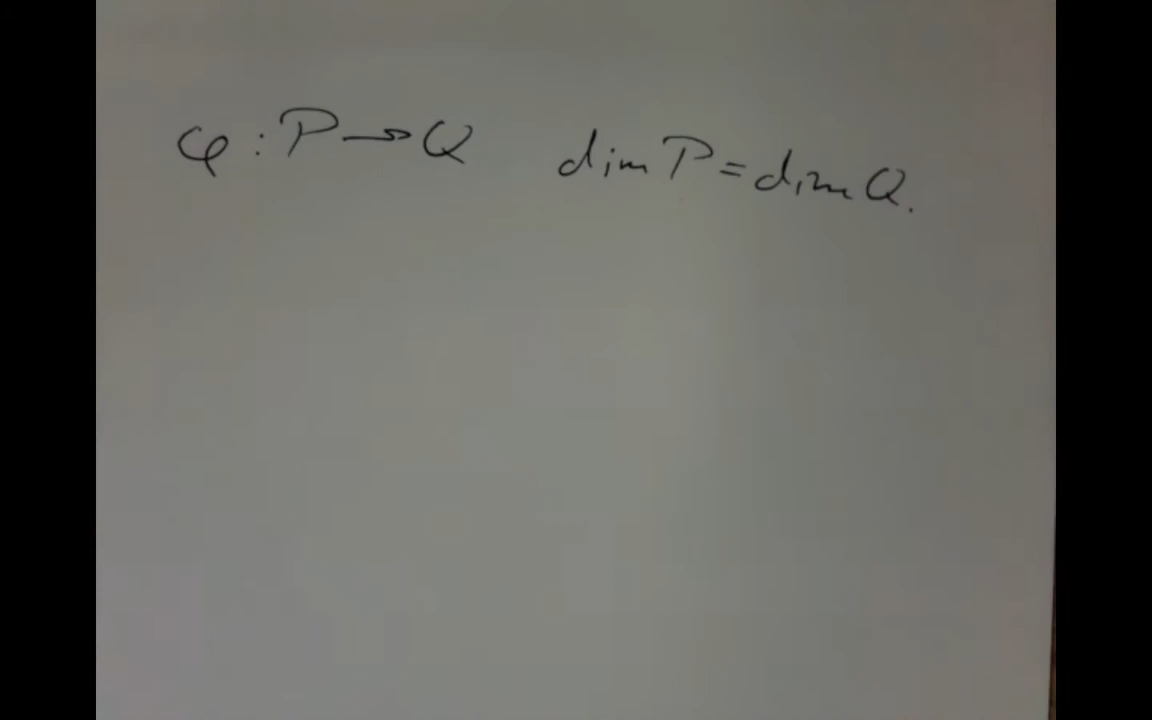 φ : P → Q dim P = dim Q.